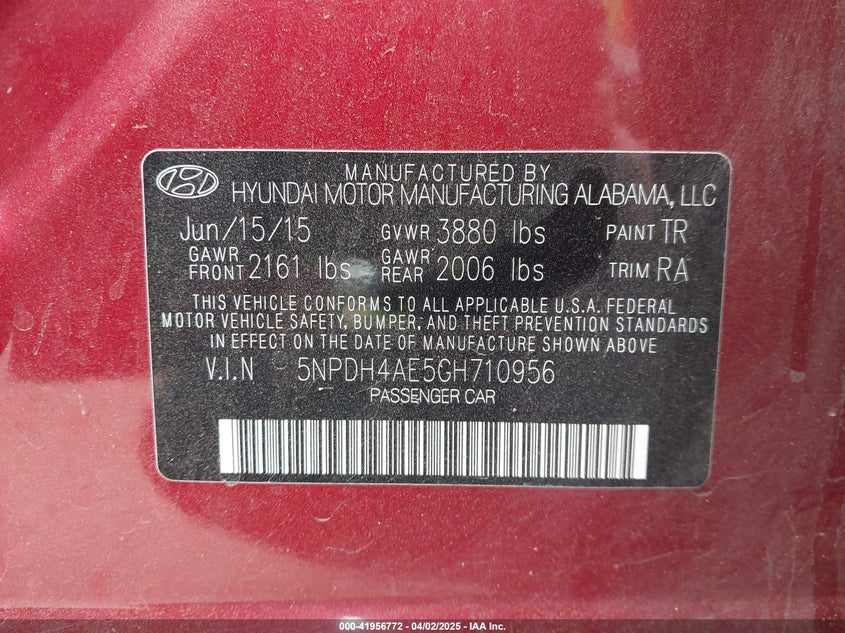 MANUFACTURED BY
HYUNDAI MOTOR MANUFACTURING ALABAMA, LLC
Jun/15/15 GVWR 3880 lbs PAINT TR
GAWR FRONT 2161 lbs GAWR REAR 2006 lbs TRIM RA
THIS VEHICLE CONFORMS TO ALL APPLICABLE U.S.A. FEDERAL
MOTOR VEHICLE SAFETY, BUMPER, AND THEFT PREVENTION STANDARDS
IN EFFECT ON THE DATE OF MANUFACTURE SHOWN ABOVE
V.I.N 5NPDH4AE5GH710956
PASSENGER CAR
000-41956772 - 04/02/2025 - IAA Inc.